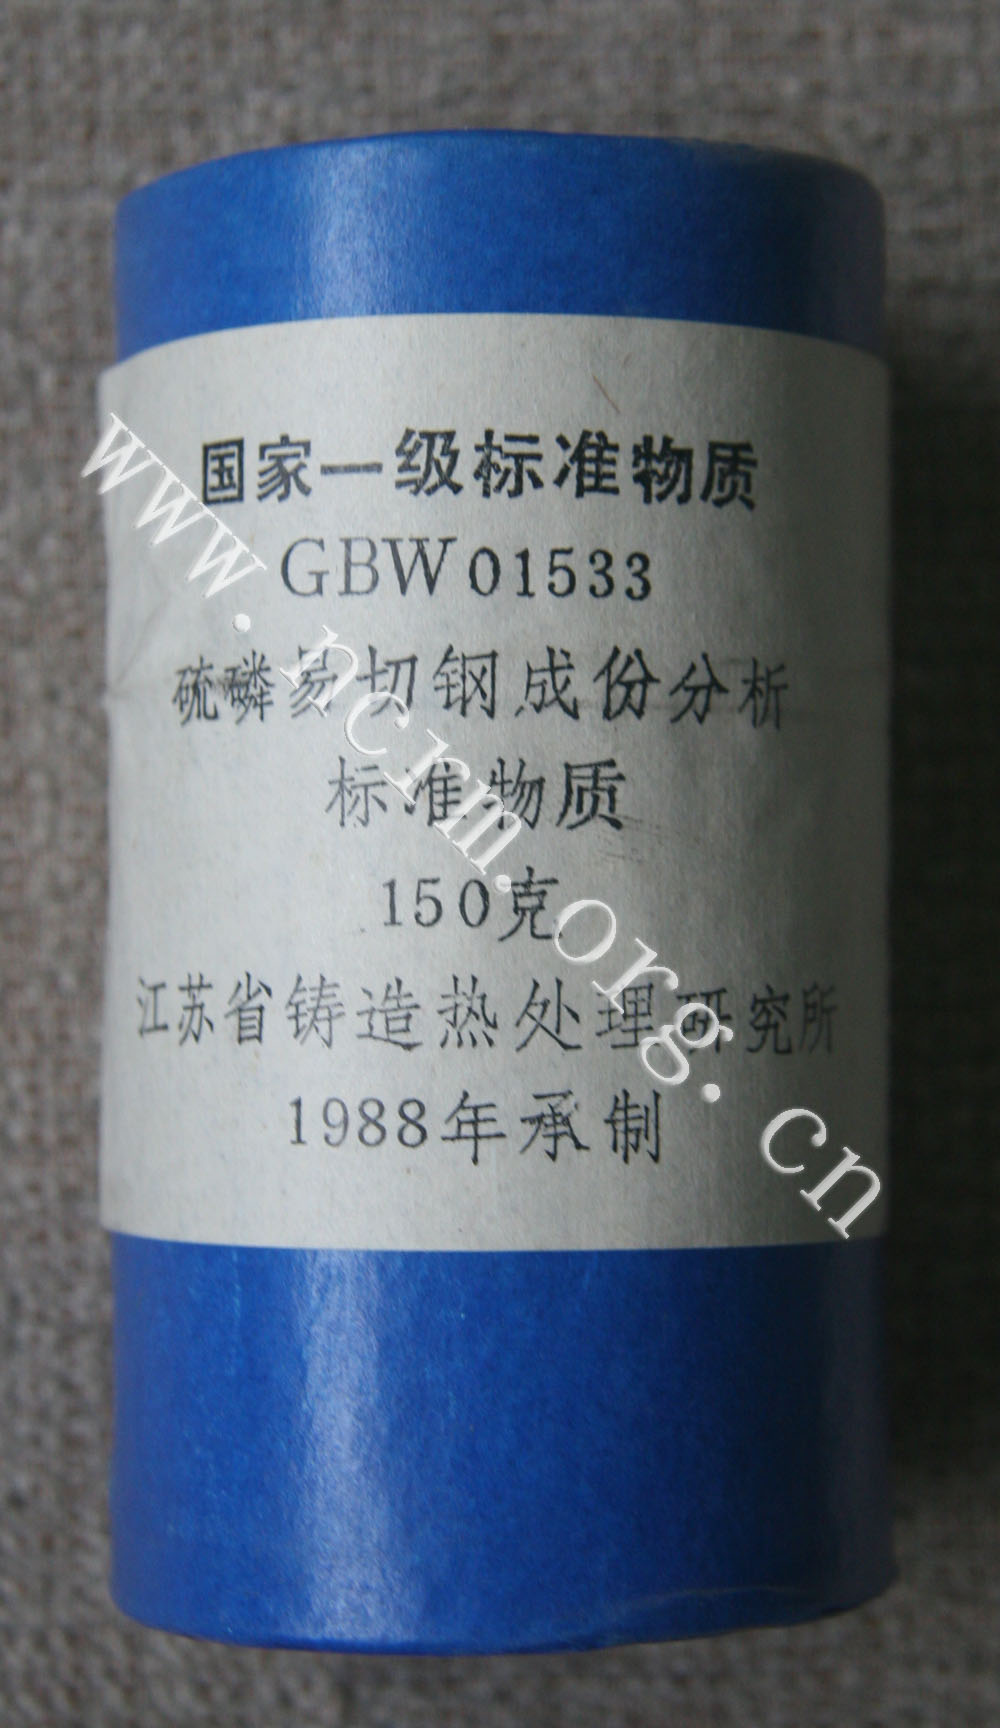 国家一级标准物质
GBW01533
硫磷易切钢成份分析
标准物质
150克
江苏省铸造热处理研究所
1988年承制
www.ncrm.org.cn